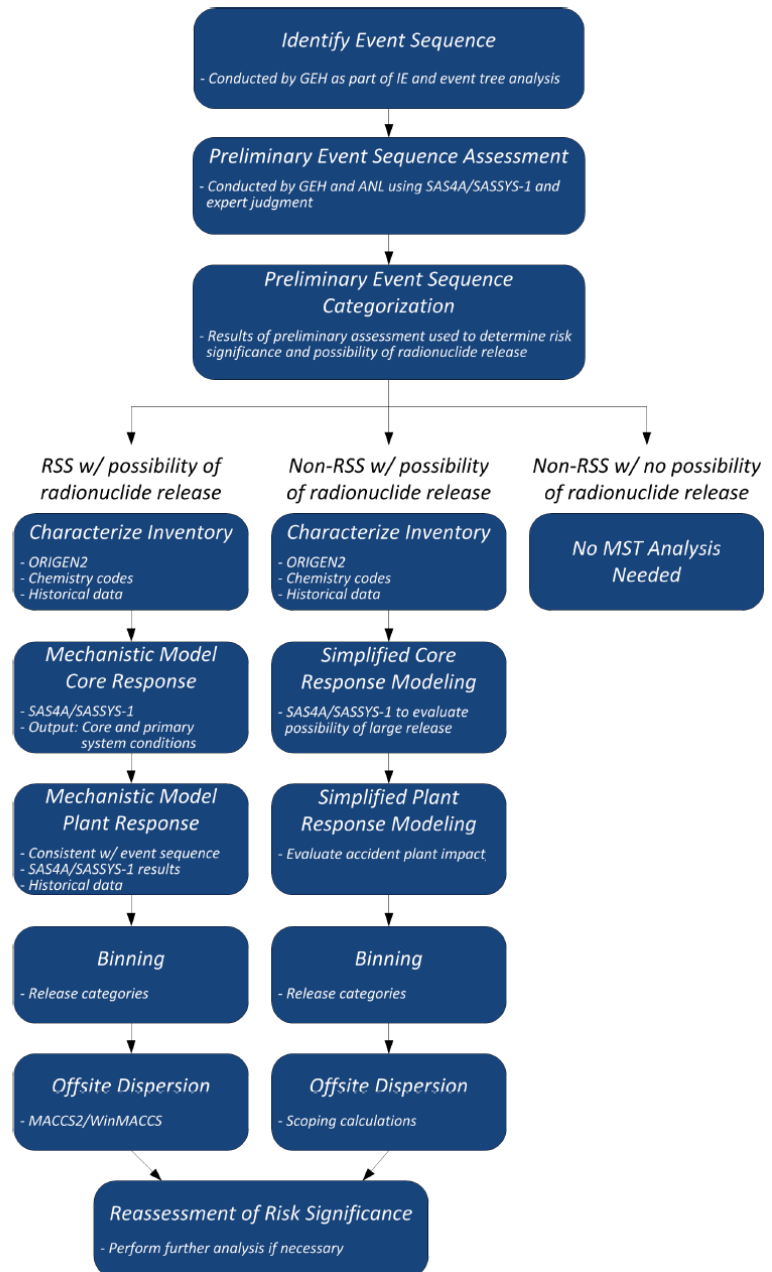 Identify Event Sequence
- Conducted by GEH as part of IE and event tree analysis
Preliminary Event Sequence Assessment
- Conducted by GEH and ANL using SAS4A/SASSYS-1 and
expert judgment
Preliminary Event Sequence
Categorization
- Results of preliminary assessment used to determine risk
significance and possibility of radionuclide release
RSS w/ possibility of
radionuclide release
Characterize Inventory
- ORIGEN2
- Chemistry codes
- Historical data
Mechanistic Model
Core Response
- SAS4A/SASSYS-1
- Output: Core and primary
system conditions
Mechanistic Model
Plant Response
- Consistent w/ event sequence
- SAS4A/SASSYS-1 results
- Historical data
Binning
- Release categories
Offsite Dispersion
- MACCS2/WinMACCS
Non-RSS w/ possibility
of radionuclide release
Characterize Inventory
- ORIGEN2
- Chemistry codes
- Historical data
Simplified Core
Response Modeling
- SAS4A/SASSYS-1 to evaluate
possibility of large release
Simplified Plant
Response Modeling
- Evaluate accident plant impact
Binning
- Release categories
Offsite Dispersion
- Scoping calculations
Non-RSS w/ no possibility
of radionuclide release
No MST Analysis
Needed
Reassessment of Risk Significance
- Perform further analysis if necessary